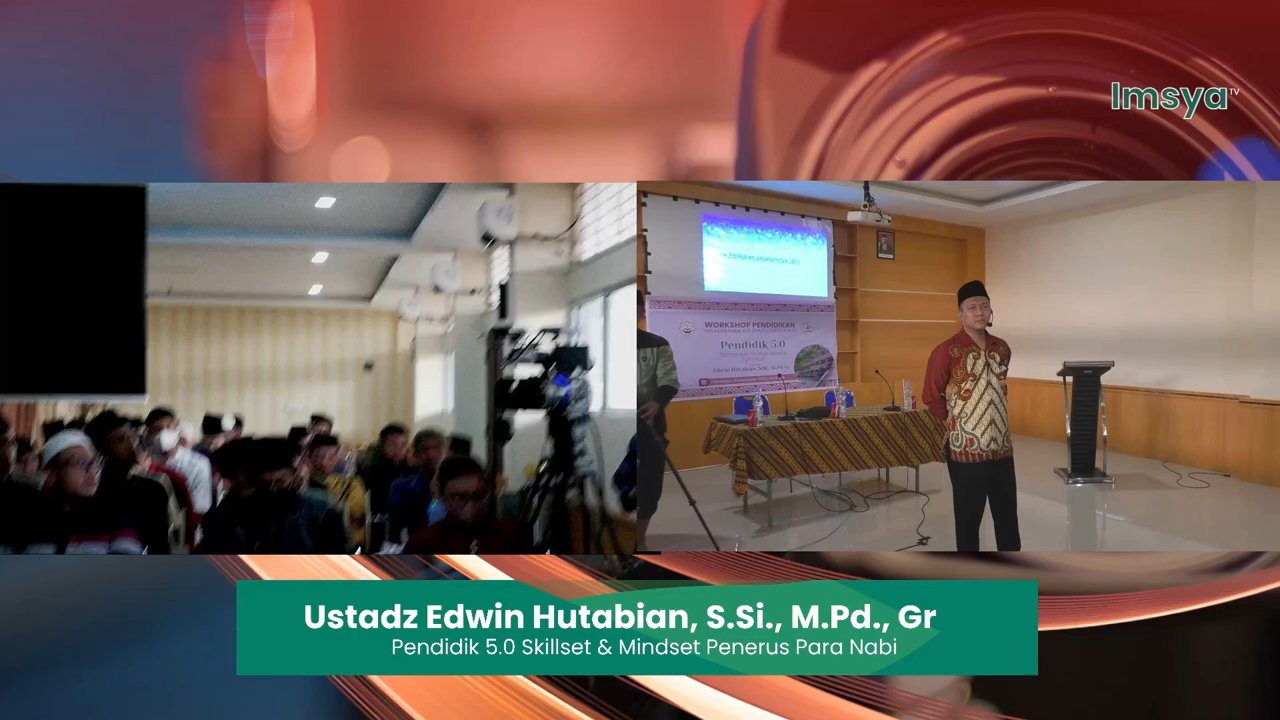 Imsya TV
WORKSHOP PENDIDIKAN
Pendidik 5.0
Ustadz Edwin Hutabian, S.Si., M.Pd., Gr
Pendidik 5.0 Skillset & Mindset Penerus Para Nabi